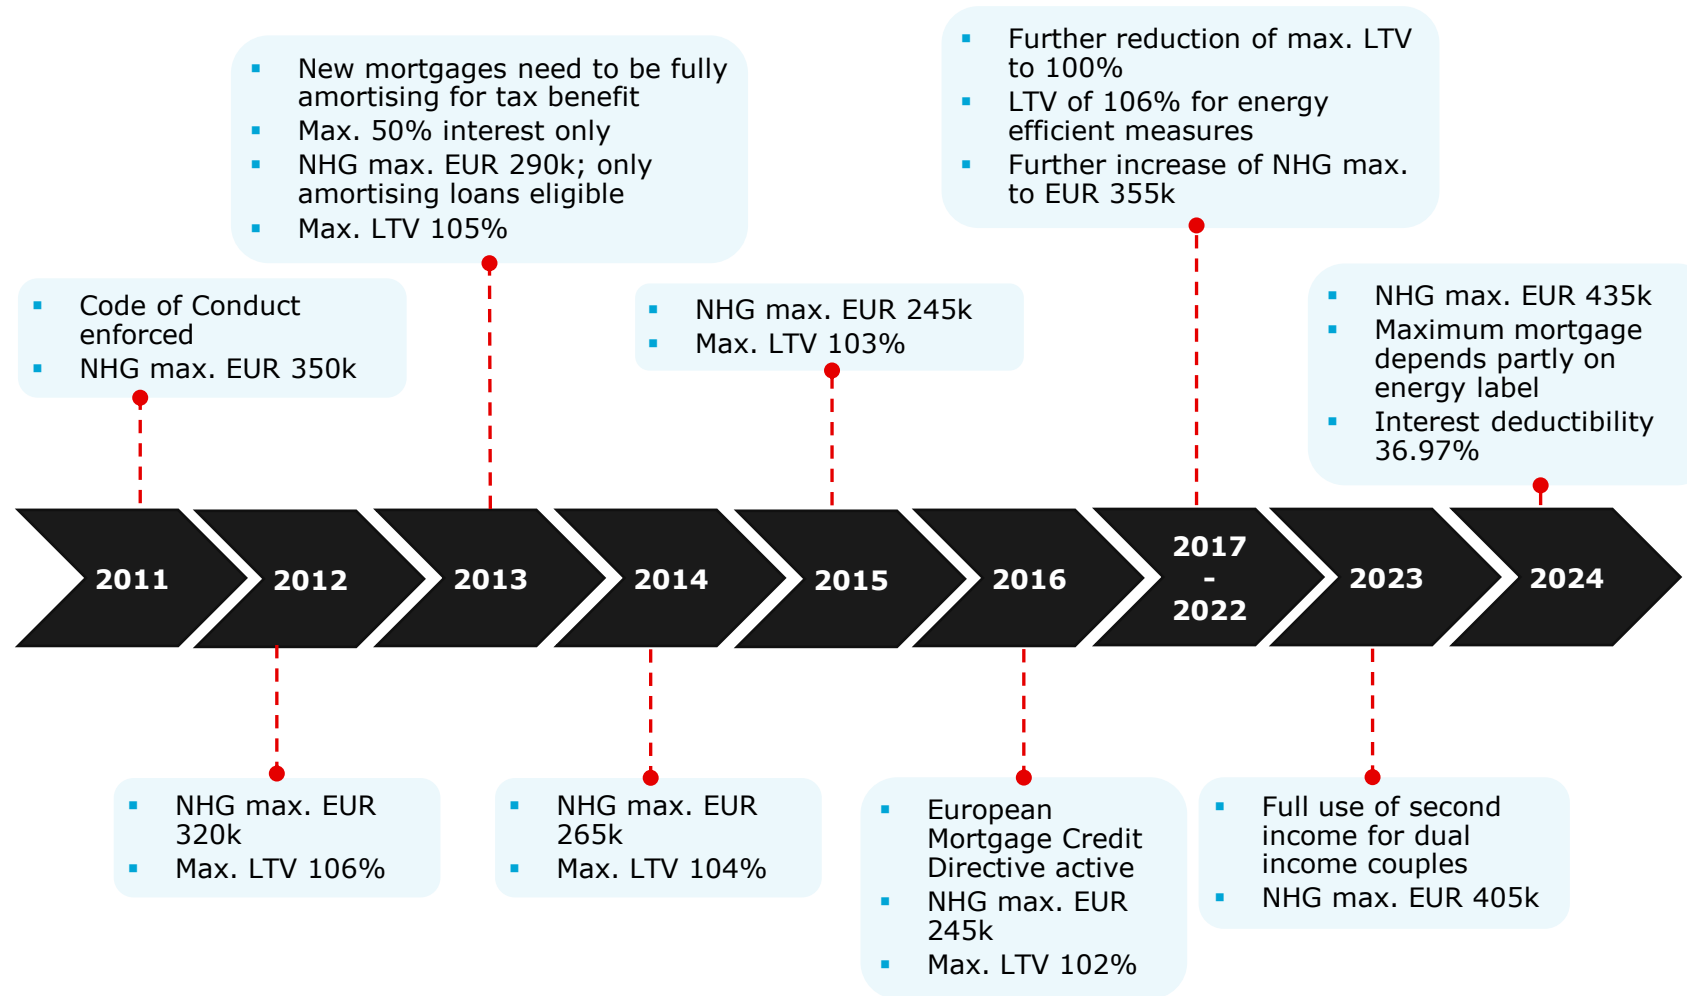 Further reduction of max. LTV
to 100%
LTV of 106% for energy
efficient measures
Further increase of NHG max.
to EUR 355k
New mortgages need to be fully
amortising for tax benefit
Max. 50% interest only
NHG max. EUR 290k; only
amortising loans eligible
Max. LTV 105%
Code of Conduct
enforced
NHG max. EUR 350k
NHG max. EUR 245k
Max. LTV 103%
NHG max. EUR 435k
Maximum mortgage
depends partly on
energy label
Interest deductibility
36.97%
2011
2012
2013
2014
2015
2016
2017
-
2022
2023
2024
NHG max. EUR
320k
Max. LTV 106%
NHG max. EUR
265k
Max. LTV 104%
European
Mortgage Credit
Directive active
NHG max. EUR
245k
Max. LTV 102%
Full use of second
income for dual
income couples
NHG max. EUR 405k